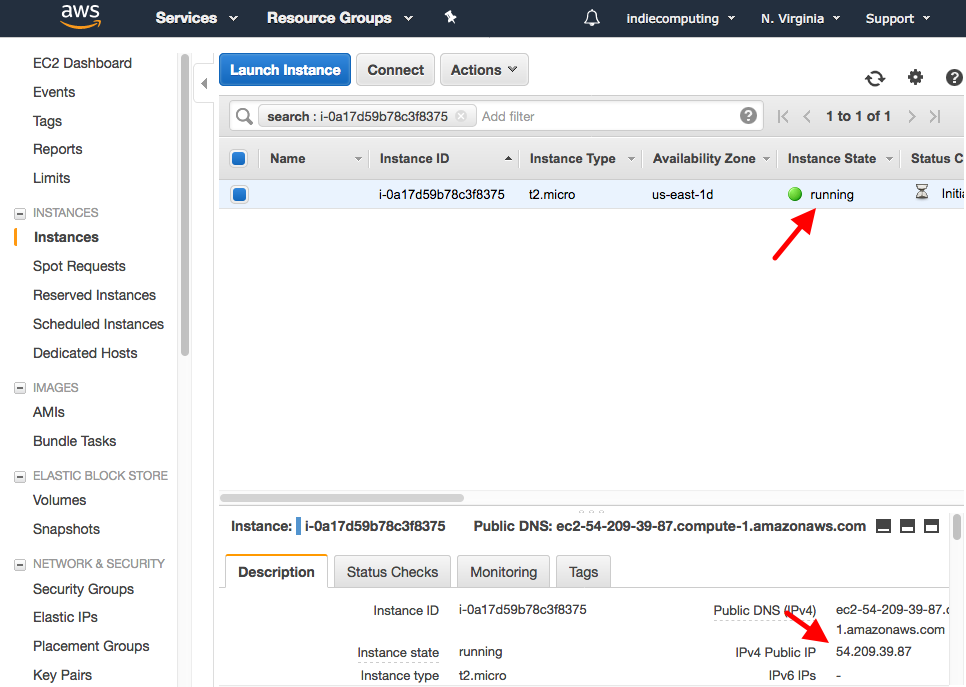 aws Services Resource Groups indiecomputing N. Virginia Support
EC2 Dashboard
Events
Tags
Reports
Limits
INSTANCES
Instances
Spot Requests
Reserved Instances
Scheduled Instances
Dedicated Hosts
IMAGES
AMIs
Bundle Tasks
ELASTIC BLOCK STORE
Volumes
Snapshots
NETWORK & SECURITY
Security Groups
Elastic IPs
Placement Groups
Key Pairs
Launch Instance Connect Actions
search : i-0a17d59b78c3f8375 Add filter 1 to 1 of 1
Name Instance ID Instance Type Availability Zone Instance State Status C
i-0a17d59b78c3f8375 t2.micro us-east-1d running Initia
Instance: i-0a17d59b78c3f8375 Public DNS: ec2-54-209-39-87.compute-1.amazonaws.com
Description Status Checks Monitoring Tags
Instance ID i-0a17d59b78c3f8375 Public DNS (IPv4) ec2-54-209-39-87.c
1.amazonaws.com
Instance state running IPv4 Public IP 54.209.39.87
Instance type t2.micro IPv6 IPs -